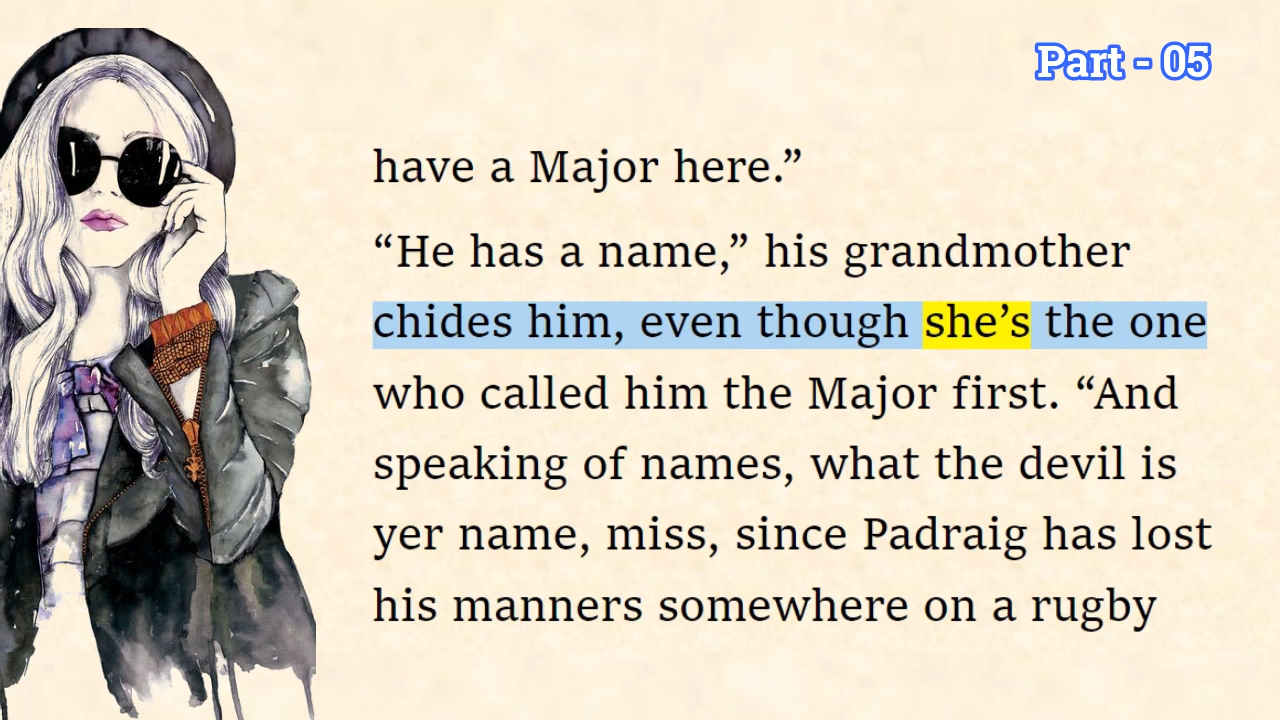 Part - 05
have a Major here.”
“He has a name,” his grandmother
chides him, even though she’s the one
who called him the Major first. “And
speaking of names, what the devil is
yer name, miss, since Padraig has lost
his manners somewhere on a rugby